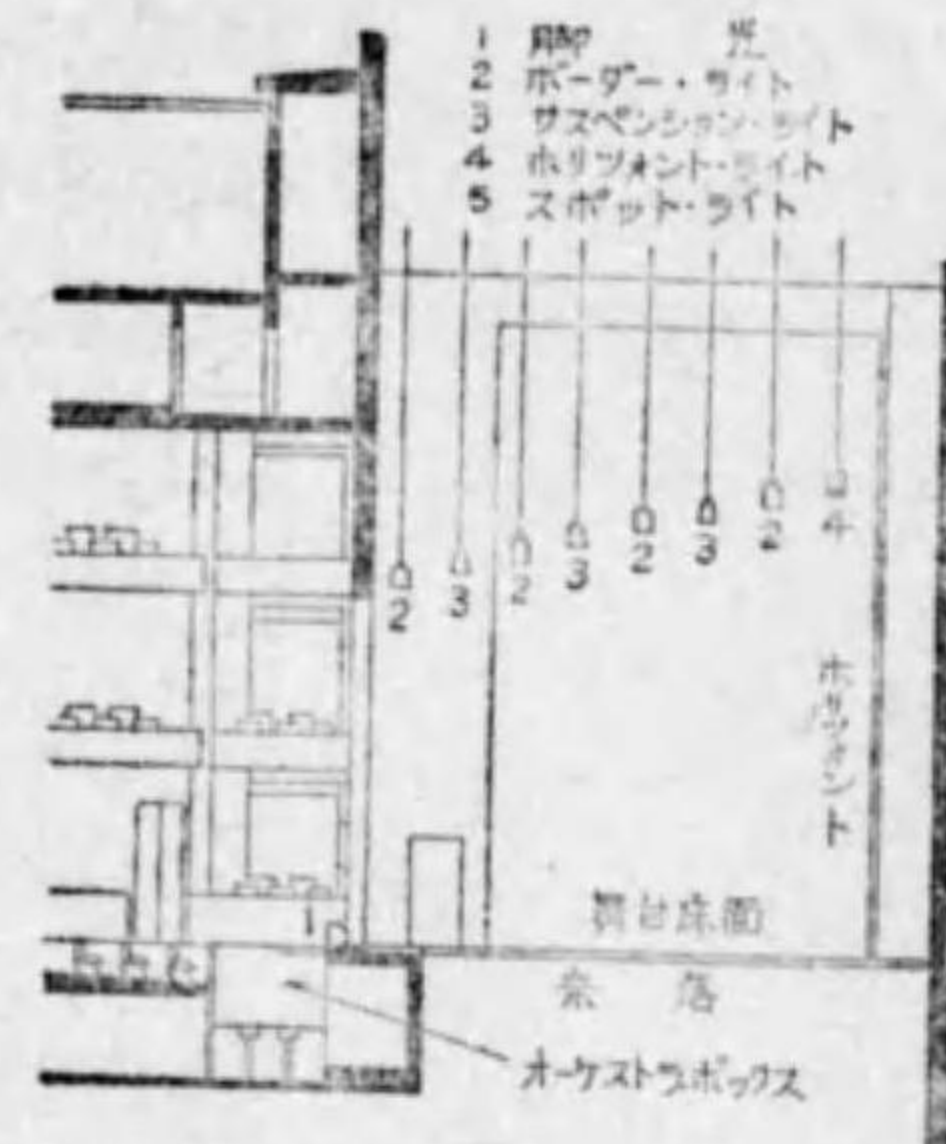 1 脚 光
2 ボーダー・ライト
3 サスペンション・ライト
4 ホリゾォント・ライト
5 スポット・ライト
2
3
2
3
2
3
2
4
ホリゾォント
1
舞台床面
奈 落
オーケストラボックス